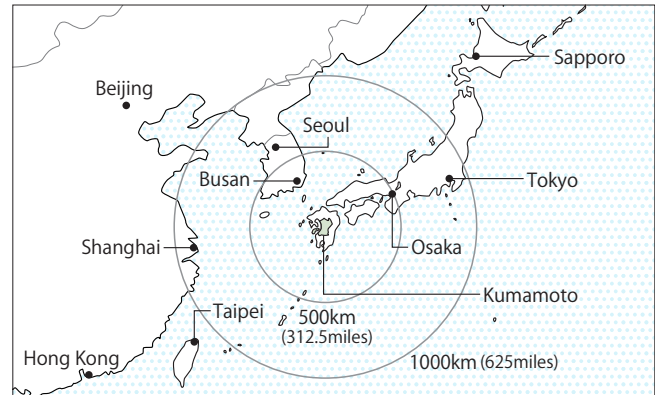 Sapporo
Beijing
Seoul
Busan
Tokyo
Shanghai
Osaka
Kumamoto
Taipei
500km
(312.5miles)
Hong Kong
1000km (625miles)